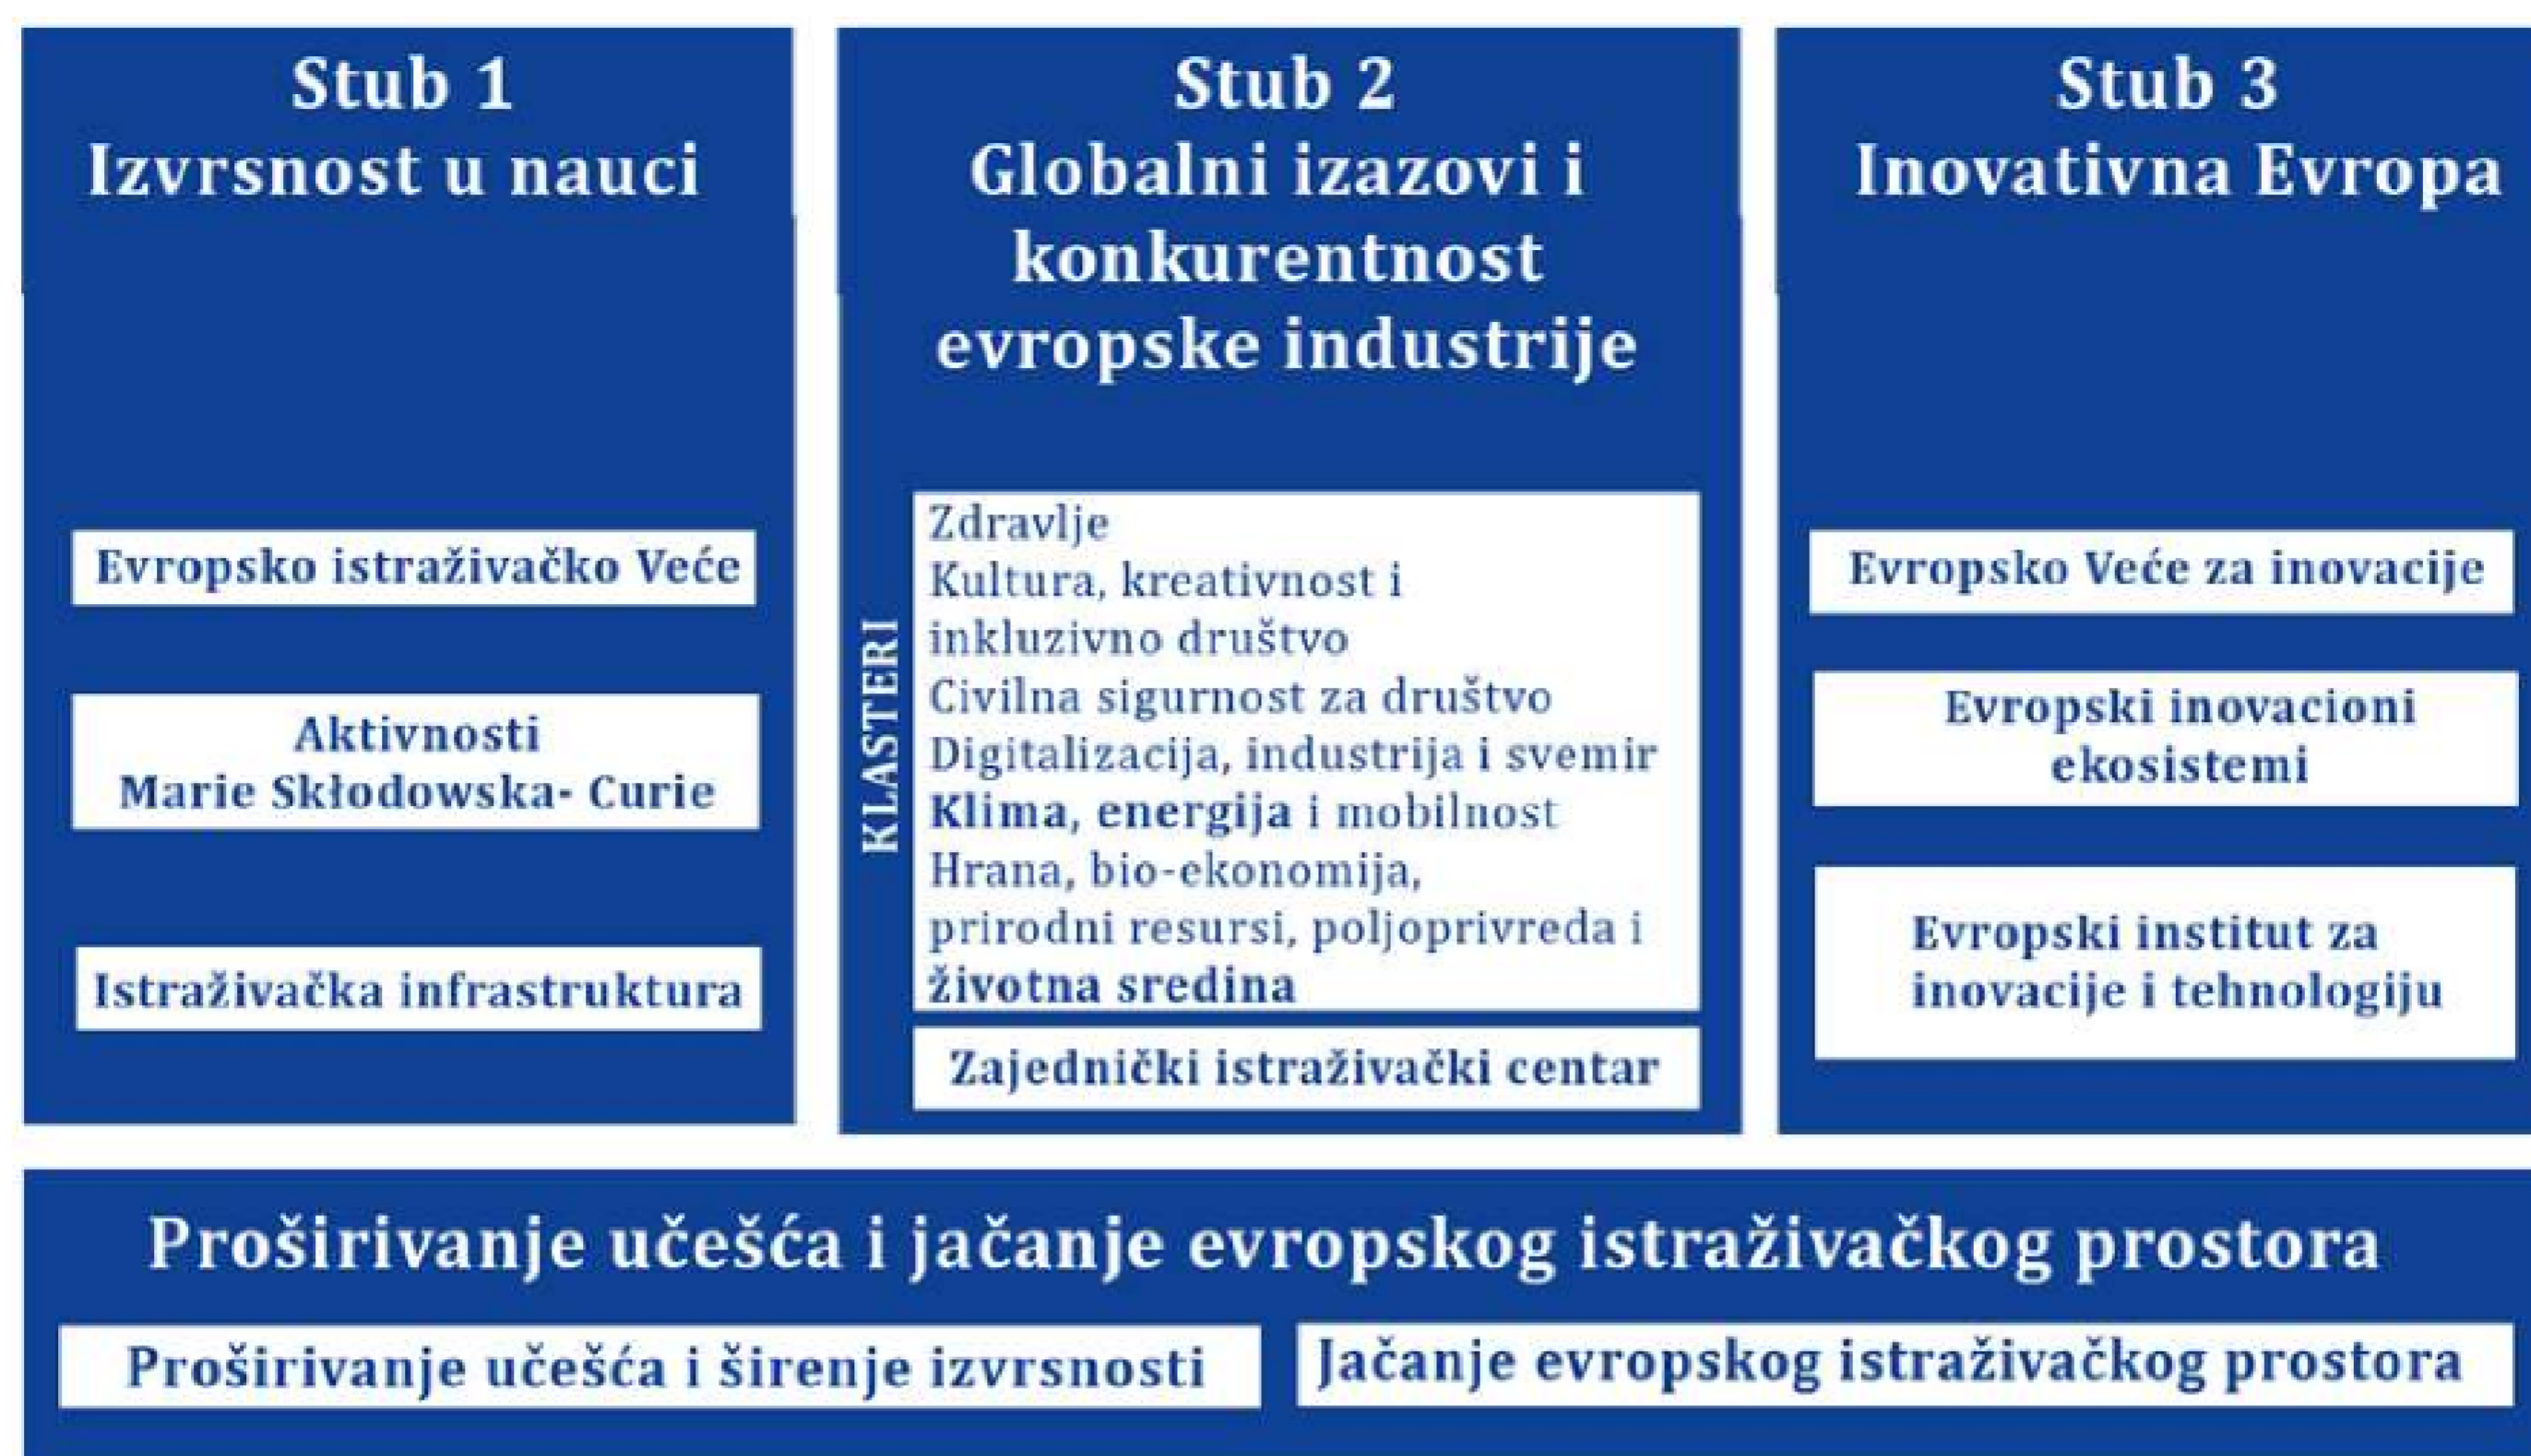 Stub 1
Izvrsnost u nauci
Evropsko istraživačko Veće
Aktivnosti
Marie Skłodowska- Curie
Istraživačka infrastruktura
Stub 2
Globalni izazovi i
konkurentnost
evropske industrije
KLASTERI
Zdravlje
Kultura, kreativnost i
inkluzivno društvo
Civilna sigurnost za društvo
Digitalizacija, industrija i svemir
Klima, energija i mobilnost
Hrana, bio-ekonomija,
prirodni resursi, poljoprivreda i
životna sredina
Zajednički istraživački centar
Stub 3
Inovativna Evropa
Evropsko Veće za inovacije
Evropski inovacioni
ekosistemi
Evropski institut za
inovacije i tehnologiju
Proširivanje učešća i jačanje evropskog istraživačkog prostora
Proširivanje učešća i širenje izvrsnosti
Jačanje evropskog istraživačkog prostora